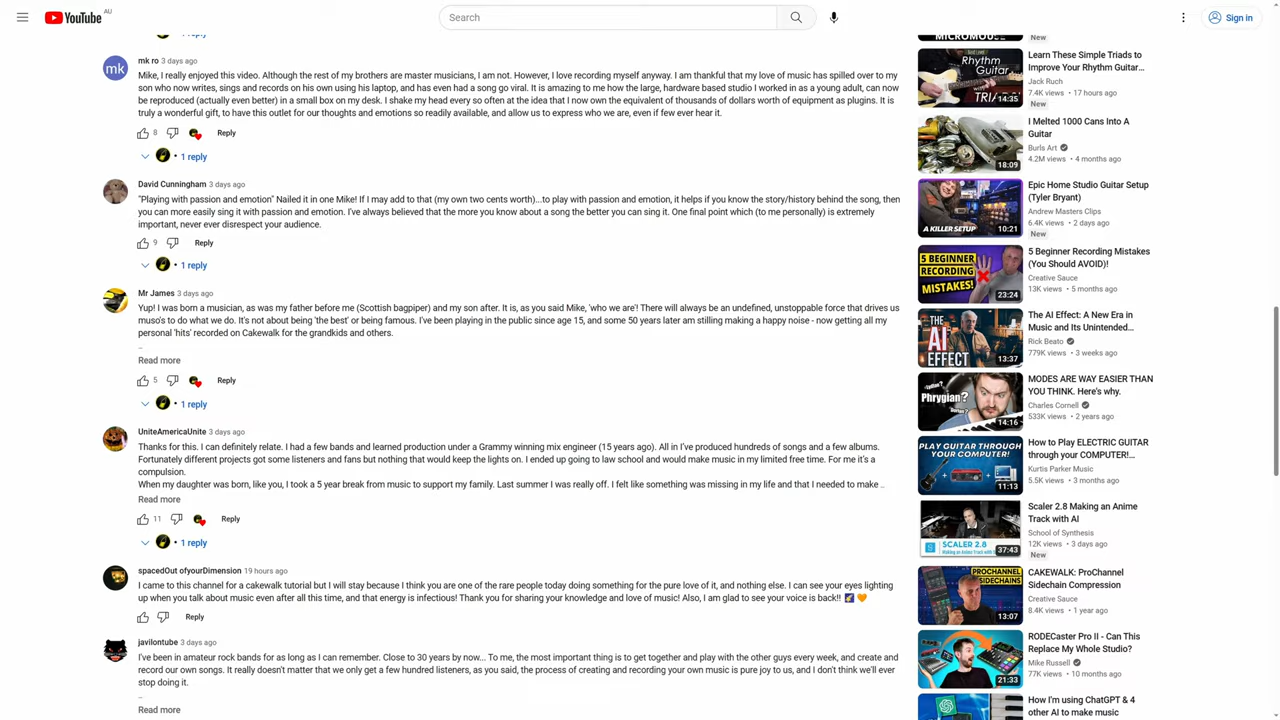 YouTube AU
Search
Sign in
1 reply
mk ro 3 days ago
Mike, I really enjoyed this video. Although the rest of my brothers are master musicians, I am not. However, I love recording myself anyway. I am thankful that my love of music has spilled over to my
son who now writes, sings and records on his own using his laptop, and has even had a song go viral. It is amazing to me how the large, hardware based studio I worked in as a young adult, can now
be reproduced (actually even better) in a small box on my desk. I shake my head every so often at the idea that I now own the equivalent of thousands of dollars worth of equipment as plugins. It is
truly a wonderful gift, to have this outlet for our thoughts and emotions so readily available, and allow us to express who we are, even if few ever hear it.
8 Reply
1 reply
David Cunningham 3 days ago
"Playing with passion and emotion" Nailed it in one Mike! If I may add to that (my own two cents worth)...to play with passion and emotion, it helps if you know the story/history behind the song, then
you can more easily sing it with passion and emotion. I've always believed that the more you know about a song the better you can sing it. One final point which (to me personally) is extremely
important, never ever disrespect your audience.
9 Reply
1 reply
Mr James 3 days ago
Yup! I was born a musician, as was my father before me (Scottish bagpiper) and my son after. It is, as you said Mike, 'who we are'! There will always be an undefined, unstoppable force that drives us
muso's to do what we do. It's not about being 'the best' or being famous. I've been playing in the public since age 15, and some 50 years later am stilling making a happy noise - now getting all my
personal 'hits' recorded on Cakewalk for the grandkids and others.
..
Read more
5 Reply
1 reply
UniteAmericaUnite 3 days ago
Thanks for this. I can definitely relate. I had a few bands and learned production under a Grammy winning mix engineer (15 years ago). All in I've produced hundreds of songs and a few albums.
Fortunately different projects got some listeners and fans but nothing that would keep the lights on. I ended up going to law school and would make music in my limited free time. For me it's a
compulsion.
When my daughter was born, like you, I took a 5 year break from music to support my family. Last summer I was really off. I felt like something was missing in my life and that I needed to make ..
Read more
11 Reply
1 reply
spacedOut ofyourDimension 19 hours ago
I came to this channel for a cakewalk tutorial but I will stay because I think you are one of the rare people today doing something for the pure love of it, and nothing else. I can see your eyes lighting
up when you talk about music even after all this time, and that energy is infectious! Thank you for sharing your knowledge and love of music! Also, I am glad to see your voice is back!!
Reply
javilontube 3 days ago
I've been in amateur rock bands for as long as I can remember. Close to 30 years by now... To me, the most important thing is to get together and play with the other guys every week, and create and
record our own songs. It really doesn't matter that we only get a few hundred listeners, as you said, the process of creating and recording your own music is pure joy to us, and I don't think we'll ever
stop doing it.
..
Read more
MICROMOUSE
New
Rhythm
Guitar
TRIADS
14:35
Learn These Simple Triads to
Improve Your Rhythm Guitar...
Jack Ruch
7.4K views • 17 hours ago
New
18:09
I Melted 1000 Cans Into A
Guitar
Burls Art
4.2M views • 4 months ago
A KILLER SETUP
10:21
Epic Home Studio Guitar Setup
(Tyler Bryant)
Andrew Masters Clips
6.4K views • 2 days ago
New
5 BEGINNER
RECORDING
MISTAKES!
23:24
5 Beginner Recording Mistakes
(You Should AVOID)!
Creative Sauce
13K views • 5 months ago
THE
AI
EFFECT
13:37
The AI Effect: A New Era in
Music and Its Unintended...
Rick Beato
779K views • 3 weeks ago
Phrygian?
14:16
MODES ARE WAY EASIER THAN
YOU THINK. Here's why.
Charles Cornell
533K views • 2 years ago
PLAY GUITAR THROUGH
YOUR COMPUTER!
11:13
How to Play ELECTRIC GUITAR
through your COMPUTER!...
Kurtis Parker Music
5.5K views • 3 months ago
SCALER 2.8
Making an Anime Track with
37:43
Scaler 2.8 Making an Anime
Track with AI
School of Synthesis
12K views • 3 days ago
New
PROCHANNEL
SIDECHAINS
13:07
CAKEWALK: ProChannel
Sidechain Compression
Creative Sauce
8.4K views • 1 year ago
21:33
RODECaster Pro II - Can This
Replace My Whole Studio?
Mike Russell
77K views • 10 months ago
How I'm using ChatGPT & 4
other AI to make music